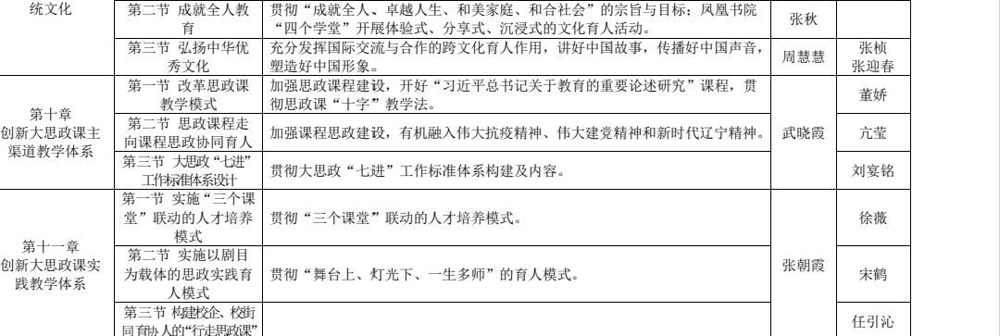 统文化
第二节 成就全人教
育
贯彻“成就全人、卓越人生、和美家庭、和合社会”的宗旨与目标；凤凰书院
“四个学堂”开展体验式、分享式、沉浸式的文化育人活动。
张秋
第三节 弘扬中华优
秀文化
充分发挥国际交流与合作的跨文化育人作用，讲好中国故事，传播好中国声音，
塑造好中国形象。
周慧慧
张桢
张迎春
第十章
创新大思政课主
渠道教学体系
第一节 改革思政课
教学模式
加强思政课程建设，开好“习近平总书记关于教育的重要论述研究”课程，贯
彻思政课“十字”教学法。
武晓霞
董娇
第二节 思政课程走
向课程思政协同育人
加强课程思政建设，有机融入伟大抗疫精神、伟大建党精神和新时代辽宁精神。
亢莹
第三节 大思政“七进”
工作标准体系设计
贯彻大思政“七进”工作标准体系构建及内容。
刘宴铭
第十一章
创新大思政课实
践教学体系
第一节 实施“三个课
堂”联动的人才培养
模式
贯彻“三个课堂”联动的人才培养模式。
张朝霞
徐薇
第二节 实施以剧目
为载体的思政实践育
人模式
贯彻“舞台上、灯光下、一生多师”的育人模式。
宋鹤
第三节 构建校企、校街
同育协人的“行走思政课”
任引沁